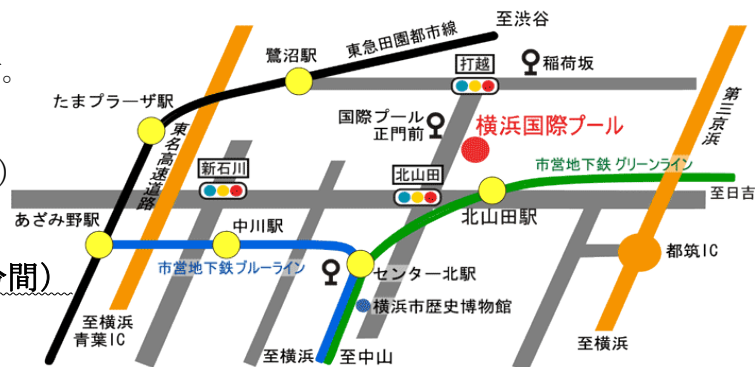 至渋谷
東急田園都市線
鷺沼駅
打越
稲荷坂
。
たまプラーザ駅
国際プール
正門前
横浜国際プール
第三京浜
東名高速道路
）
新石川
北山田
市営地下鉄 グリーンライン
至日吉
あざみ野駅
中川駅
北山田駅
都筑IC
市営地下鉄 ブルーライン
センター北駅
間）
横浜市歴史博物館
至横浜
青葉IC
至横浜
至中山
至横浜